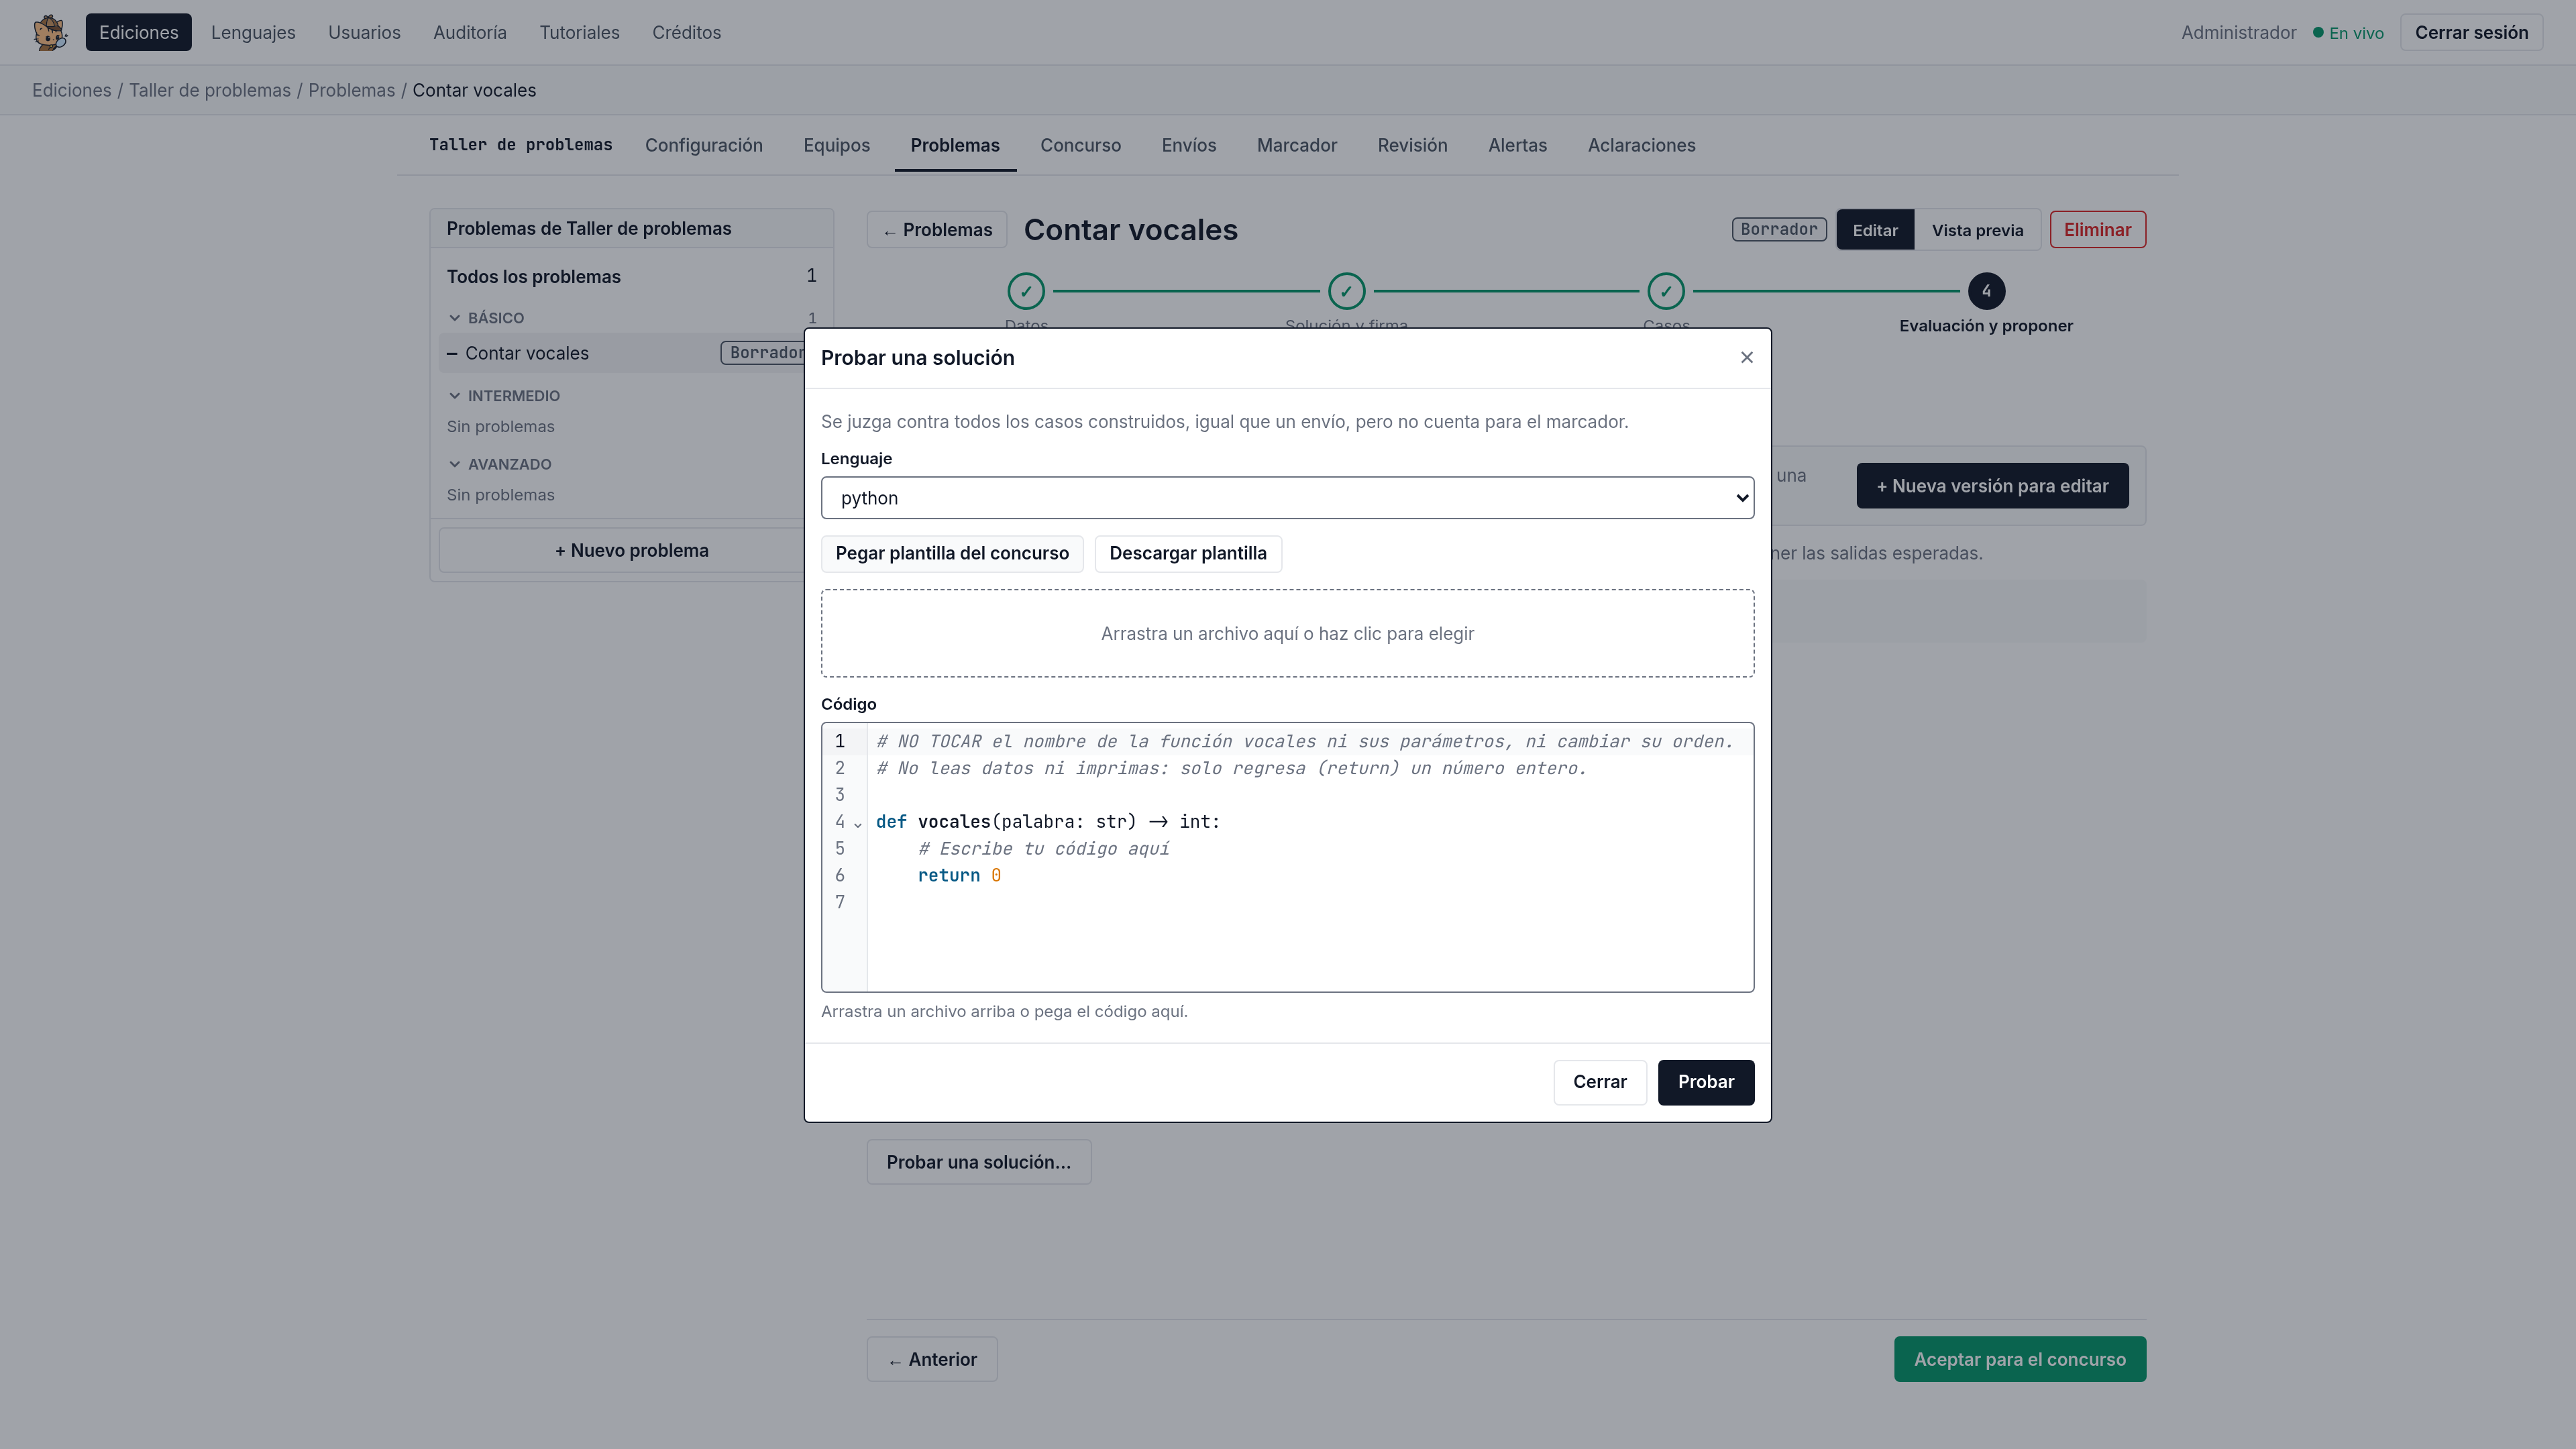 Ediciones Lenguajes Usuarios Auditoría Tutoriales Créditos Administrador En vivo Cerrar sesión
Ediciones / Taller de problemas / Problemas / Contar vocales
Taller de problemas Configuración Equipos Problemas Concurso Envíos Marcador Revisión Alertas Aclaraciones
Problemas de Taller de problemas
Todos los problemas 1
BÁSICO 1
Contar vocales Borrador
INTERMEDIO
Sin problemas
AVANZADO
Sin problemas
+ Nuevo problema
← Problemas Contar vocales Borrador Editar Vista previa Eliminar
✓ ✓ ✓ 4
Datos Solución y firma Casos Evaluación y proponer
una
+ Nueva versión para editar
ner las salidas esperadas.
Probar una solución ×
Se juzga contra todos los casos construidos, igual que un envío, pero no cuenta para el marcador.
Lenguaje
python
Pegar plantilla del concurso Descargar plantilla
Arrastra un archivo aquí o haz clic para elegir
Código
1 # NO TOCAR el nombre de la función vocales ni sus parámetros, ni cambiar su orden.
2 # No leas datos ni imprimas: solo regresa (return) un número entero.
3
4 def vocales(palabra: str) -> int:
5 # Escribe tu código aquí
6 return 0
7
Arrastra un archivo arriba o pega el código aquí.
Cerrar Probar
Probar una solución...
← Anterior Aceptar para el concurso